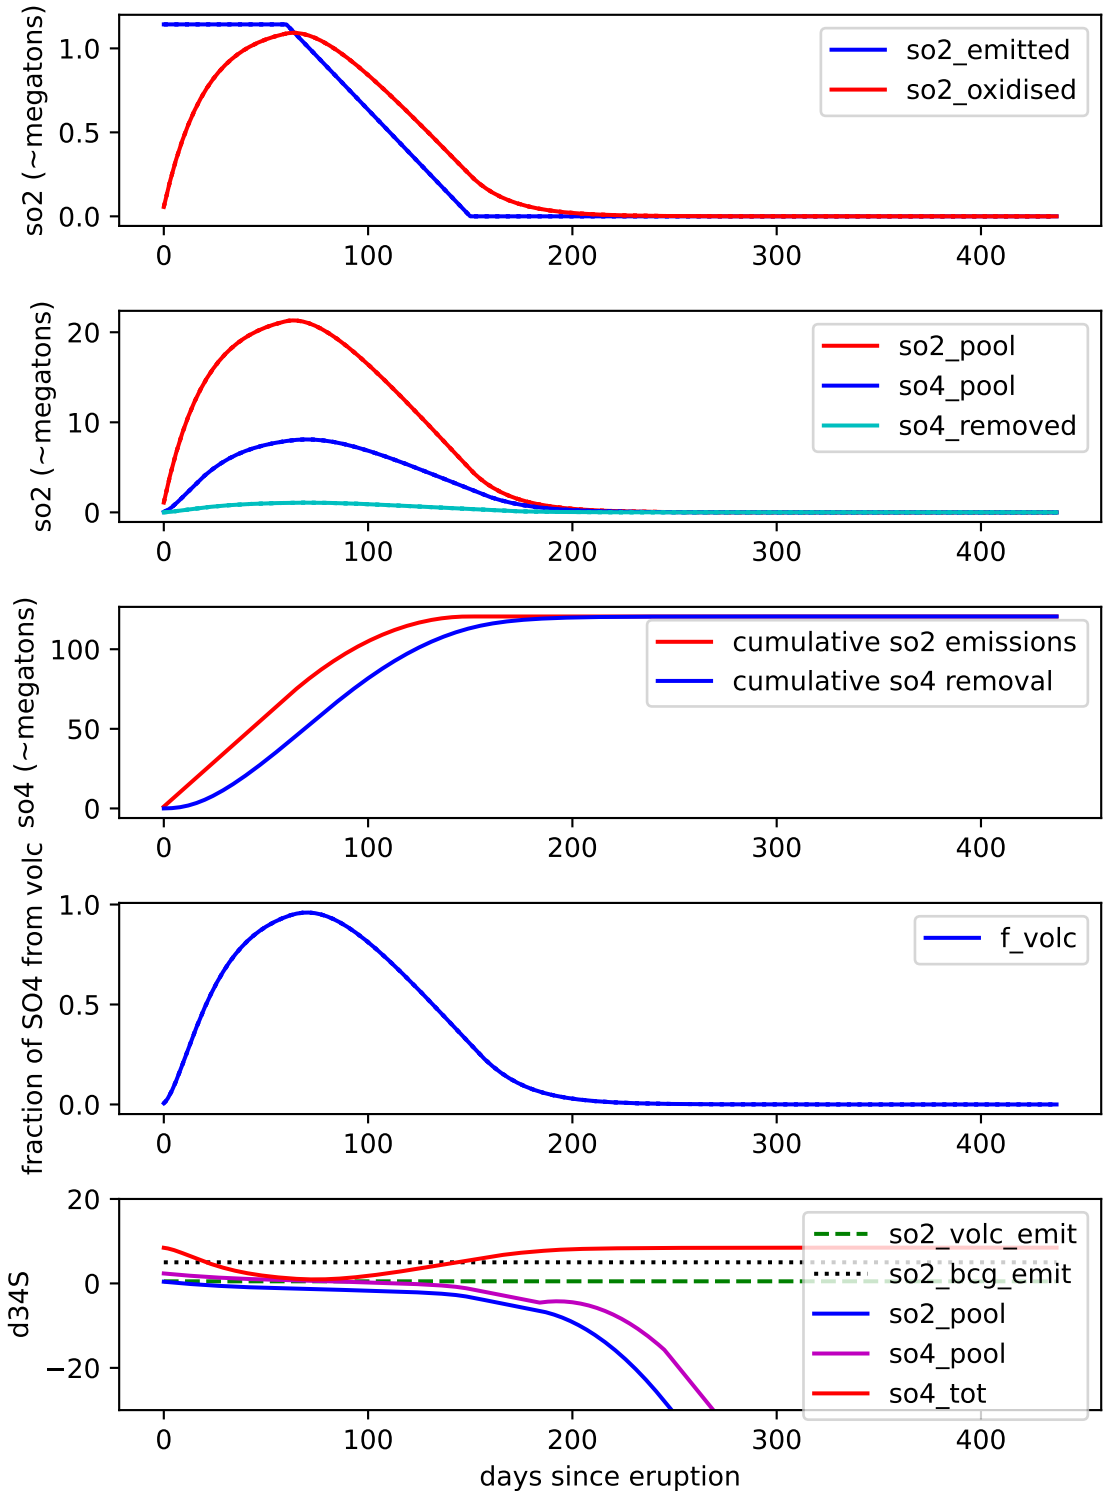 so2 (~megatons)
1.0
0.5
0.0
so2_emitted
so2_oxidised
0 100 200 300 400
so2 (~megatons)
20
10
0
so2_pool
so4_pool
so4_removed
0 100 200 300 400
so4 (~megatons)
100
50
0
cumulative so2 emissions
cumulative so4 removal
0 100 200 300 400
fraction of SO4 from volc
1.0
0.5
0.0
f_volc
0 100 200 300 400
d34S
20
0
−20
so2_volc_emit
so2_bcg_emit
so2_pool
so4_pool
so4_tot
0 100 200 300 400
days since eruption